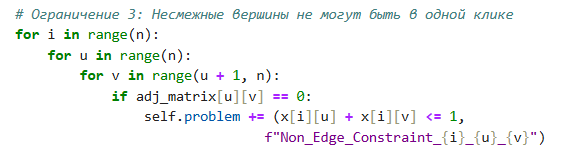 # Ограничение 3: Несмежные вершины не могут быть в одной клике
for i in range(n):
    for u in range(n):
        for v in range(u + 1, n):
            if adj_matrix[u][v] == 0:
                self.problem += (x[i][u] + x[i][v] <= 1,
                                 f"Non_Edge_Constraint_{i}_{u}_{v}")